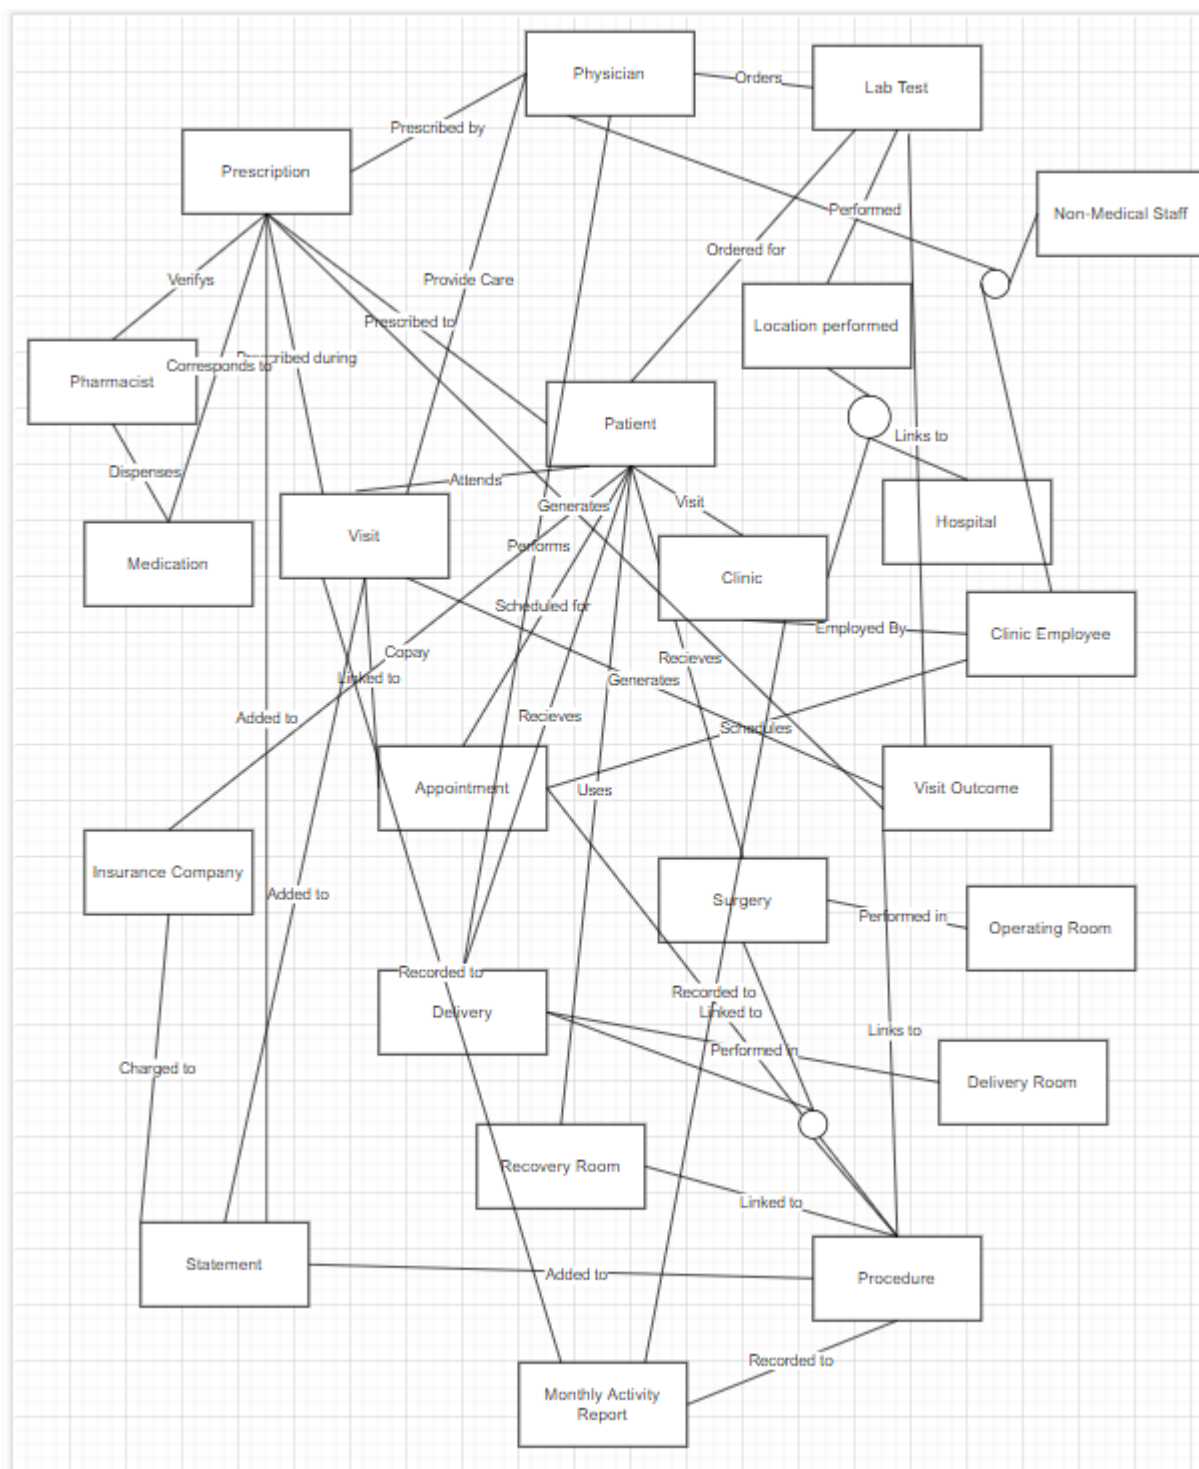 Physician
Orders
Lab Test
Prescribed by
Prescription
Performed
Non-Medical Staff
Ordered for
Verifys
Provide Care
Prescribed to
Location performed
Prescribed during
Corresponds to
Pharmacist
Patient
Links to
Dispenses
Attends
Visit
Generates
Hospital
Visit
Performs
Medication
Clinic
Scheduled for
Employed By
Clinic Employee
Copay
Recieves
Linked to
Generates
Added to
Recieves
Schedules
Appointment
Uses
Visit Outcome
Insurance Company
Added to
Surgery
Performed in
Operating Room
Recorded to
Recorded to
Delivery
Linked to
Links to
Performed in
Charged to
Delivery Room
Recovery Room
Linked to
Statement
Added to
Procedure
Recorded to
Monthly Activity
Report